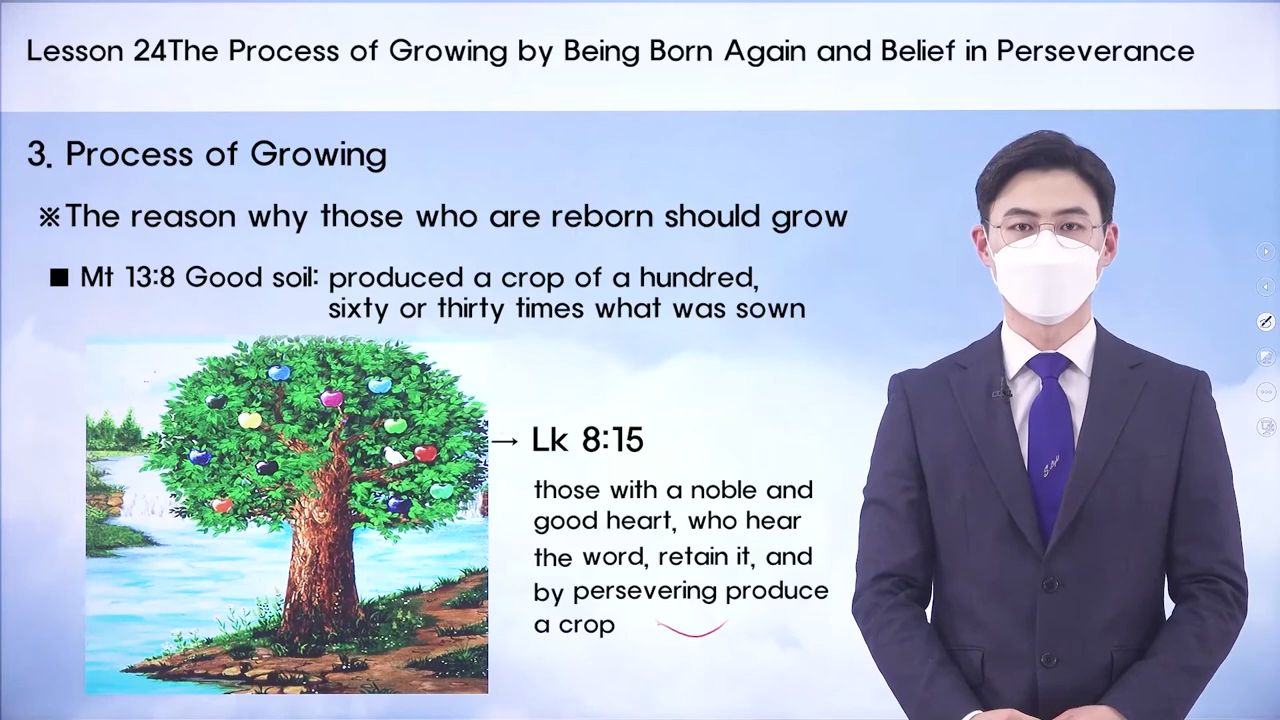 Lesson 24The Process of Growing by Being Born Again and Belief in Perseverance
3. Process of Growing
※The reason why those who are reborn should grow
■ Mt 13:8 Good soil: produced a crop of a hundred,
sixty or thirty times what was sown
→ Lk 8:15
those with a noble and
good heart, who hear
the word, retain it, and
by persevering produce
a crop